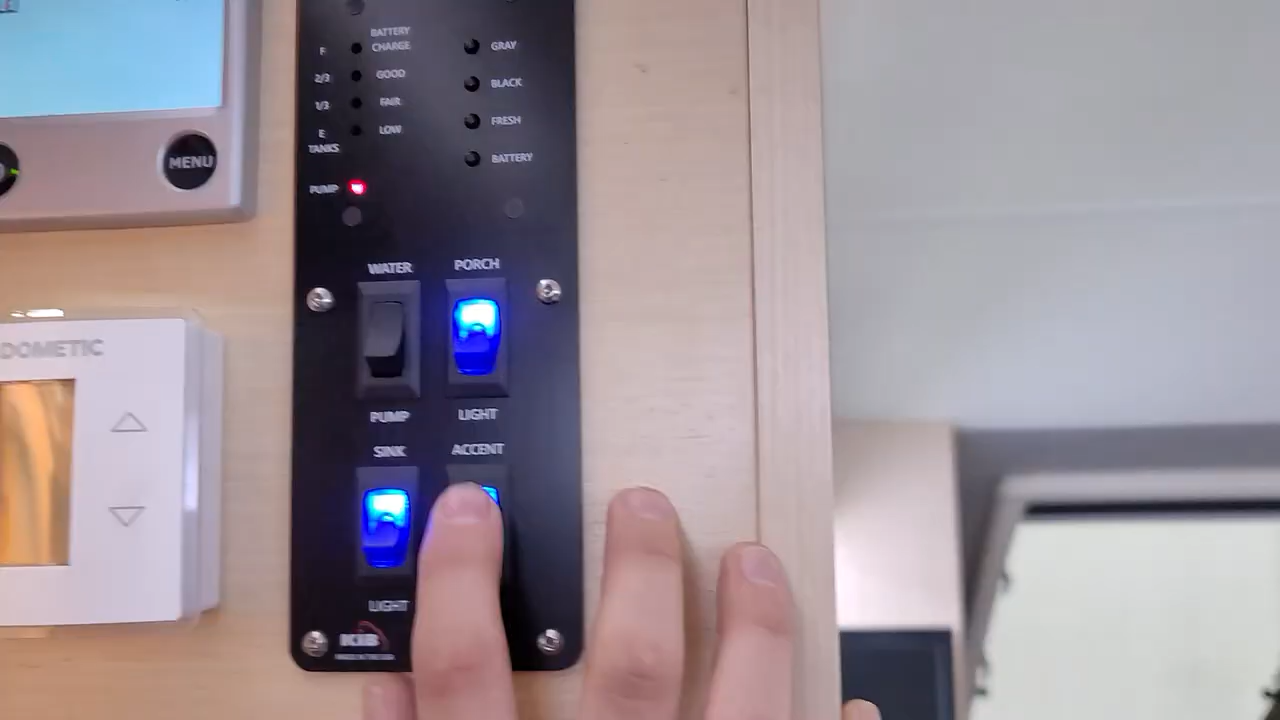 BATTERY
F CHARGE GRAY
2/3 GOOD BLACK
1/3 FAIR FRESH
E LOW
TANKS BATTERY
MENU
PUMP
WATER PORCH
DOMETIC
PUMP LIGHT
SINK ACCENT
LIGHT
KIB